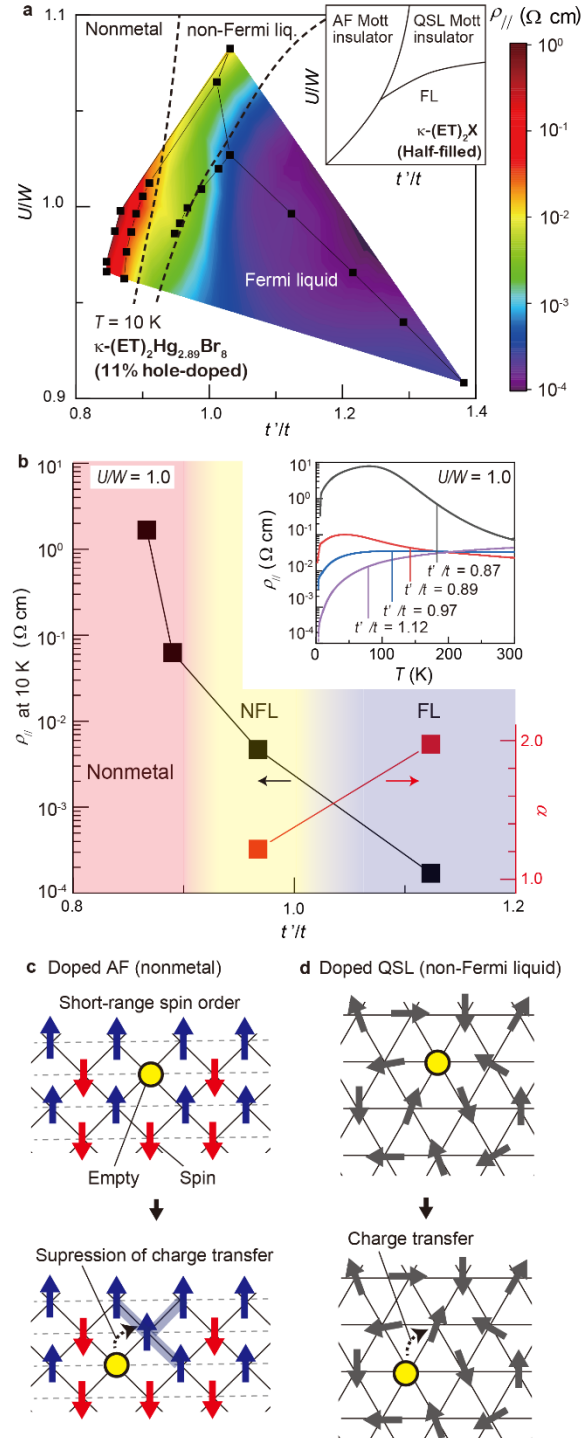 a
Nonmetal
non-Fermi liq.
AF Mott
insulator
QSL Mott
insulator
FL
κ-(ET)2X
(Half-filled)
U/W
t'/t
ρ// (Ω cm)
10^0
10^-1
10^-2
10^-3
10^-4
1.1
1.0
0.9
U/W
Fermi liquid
T = 10 K
κ-(ET)2Hg2.89Br8
(11% hole-doped)
0.8 1.0 1.2 1.4
t'/t
b
U/W = 1.0
U/W = 1.0
10^1
10^0
10^-1
10^-2
10^-3
10^-4
ρ// (Ω cm)
t'/t = 0.87
t'/t = 0.89
t'/t = 0.97
t'/t = 1.12
0 100 200 300
T (K)
10^1
10^0
10^-1
10^-2
10^-3
10^-4
ρ// at 10 K (Ω cm)
Nonmetal
NFL
FL
2.0
1.0
α
0.8 1.0 1.2
t'/t
c Doped AF (nonmetal)
Short-range spin order
Empty
Spin
Supression of charge transfer
d Doped QSL (non-Fermi liquid)
Charge transfer